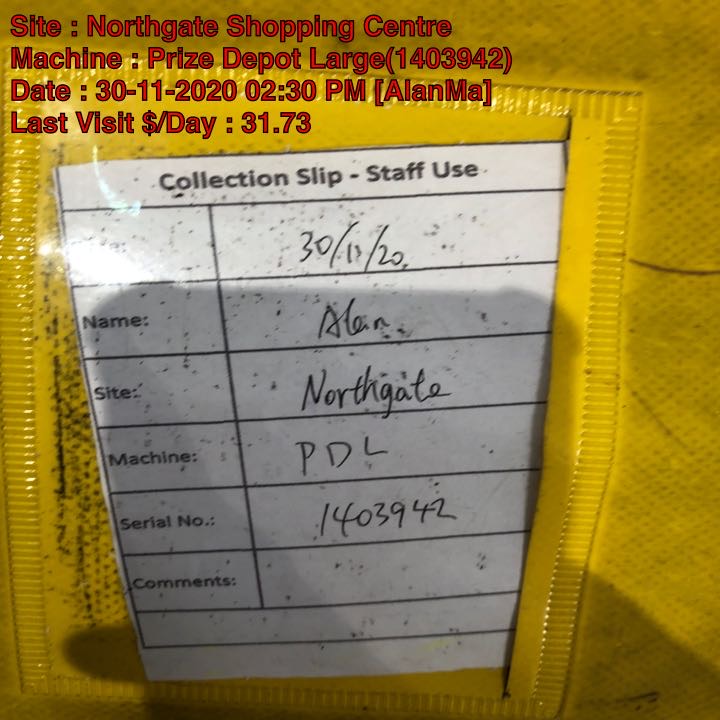 Site : Northgate Shopping Centre
Machine : Prize Depot Large(1403942)
Date : 30-11-2020 02:30 PM [AlanMa]
Last Visit $/Day : 31.73
Collection Slip - Staff Use
30/11/20
Name: Alan
Site: Northgate
Machine: PDL
Serial No.: 1403942
Comments: